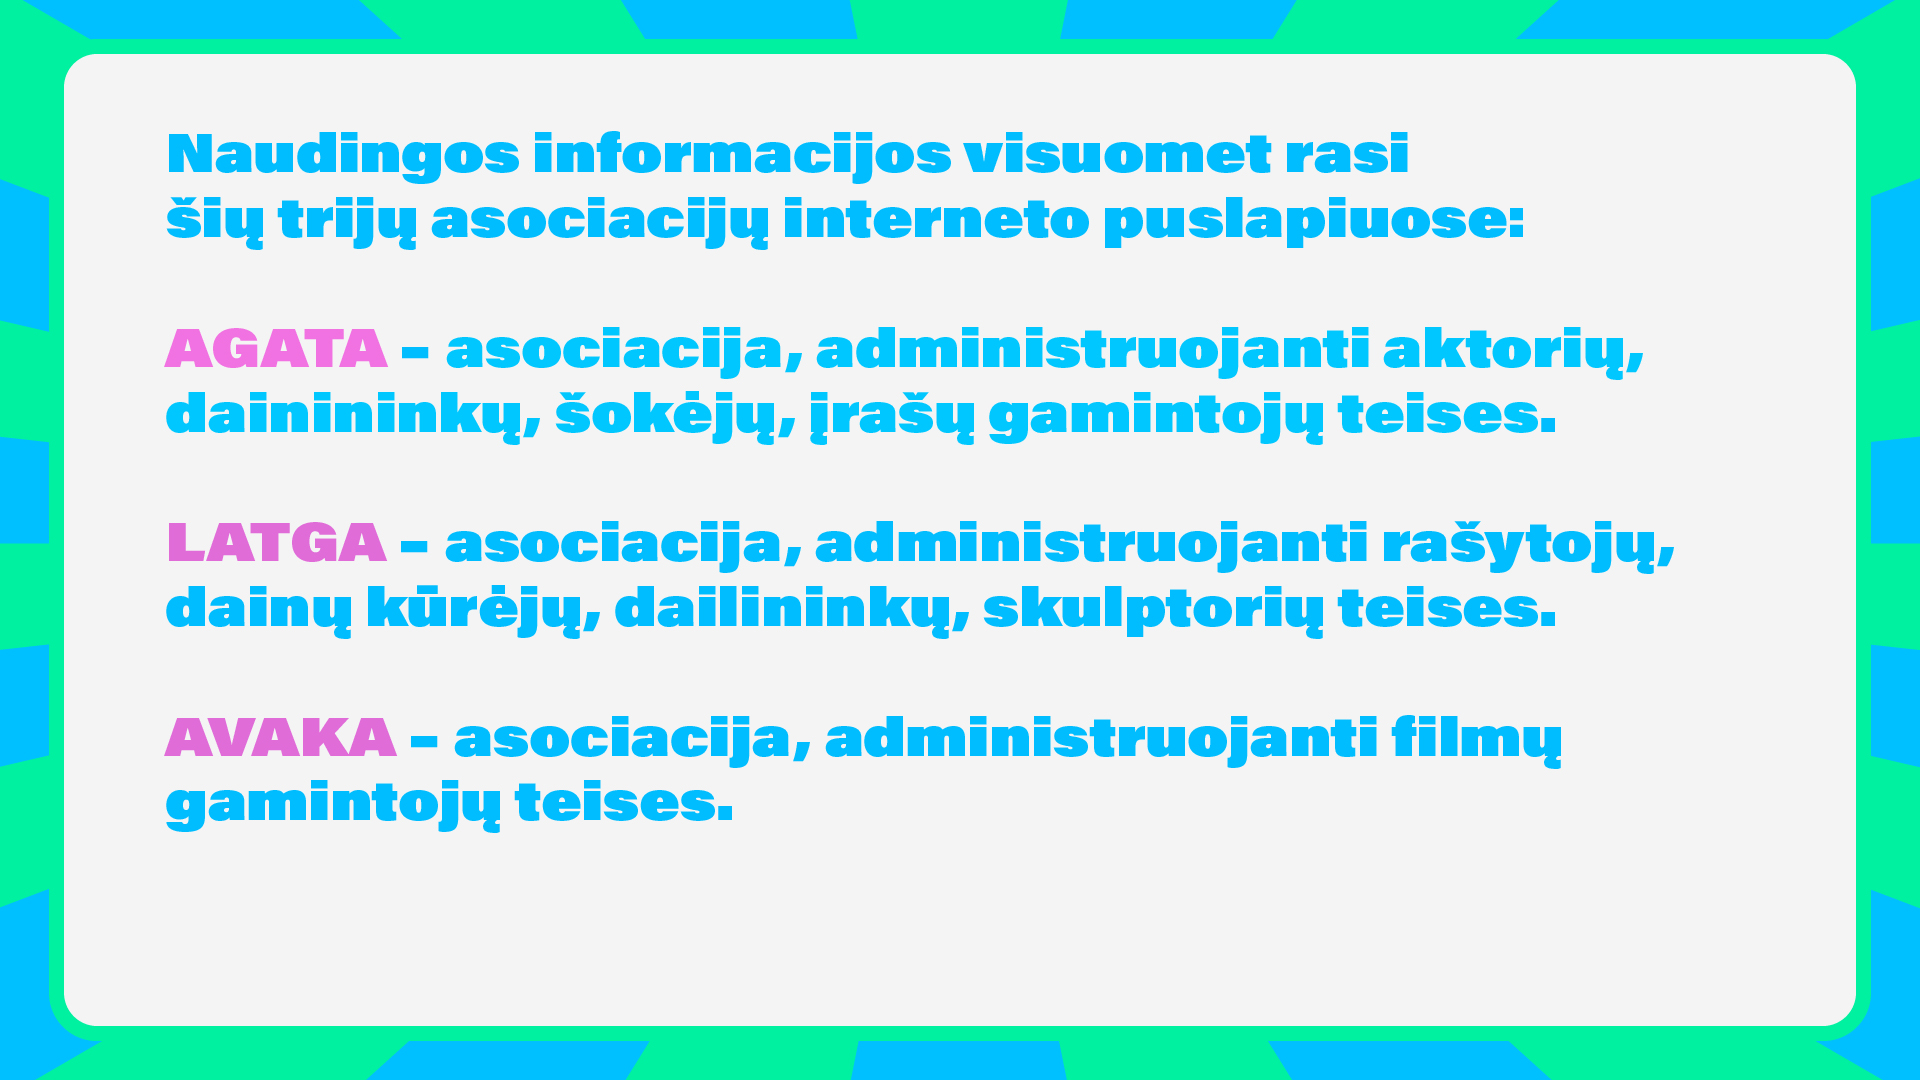 Naudingos informacijos visuomet rasi
šių trijų asociacijų interneto puslapiuose:
AGATA – asociacija, administruojanti aktorių,
dainininkų, šokėjų, įrašų gamintojų teises.
LATGA – asociacija, administruojanti rašytojų,
dainų kūrėjų, dailininkų, skulptorių teises.
AVAKA – asociacija, administruojanti filmų
gamintojų teises.